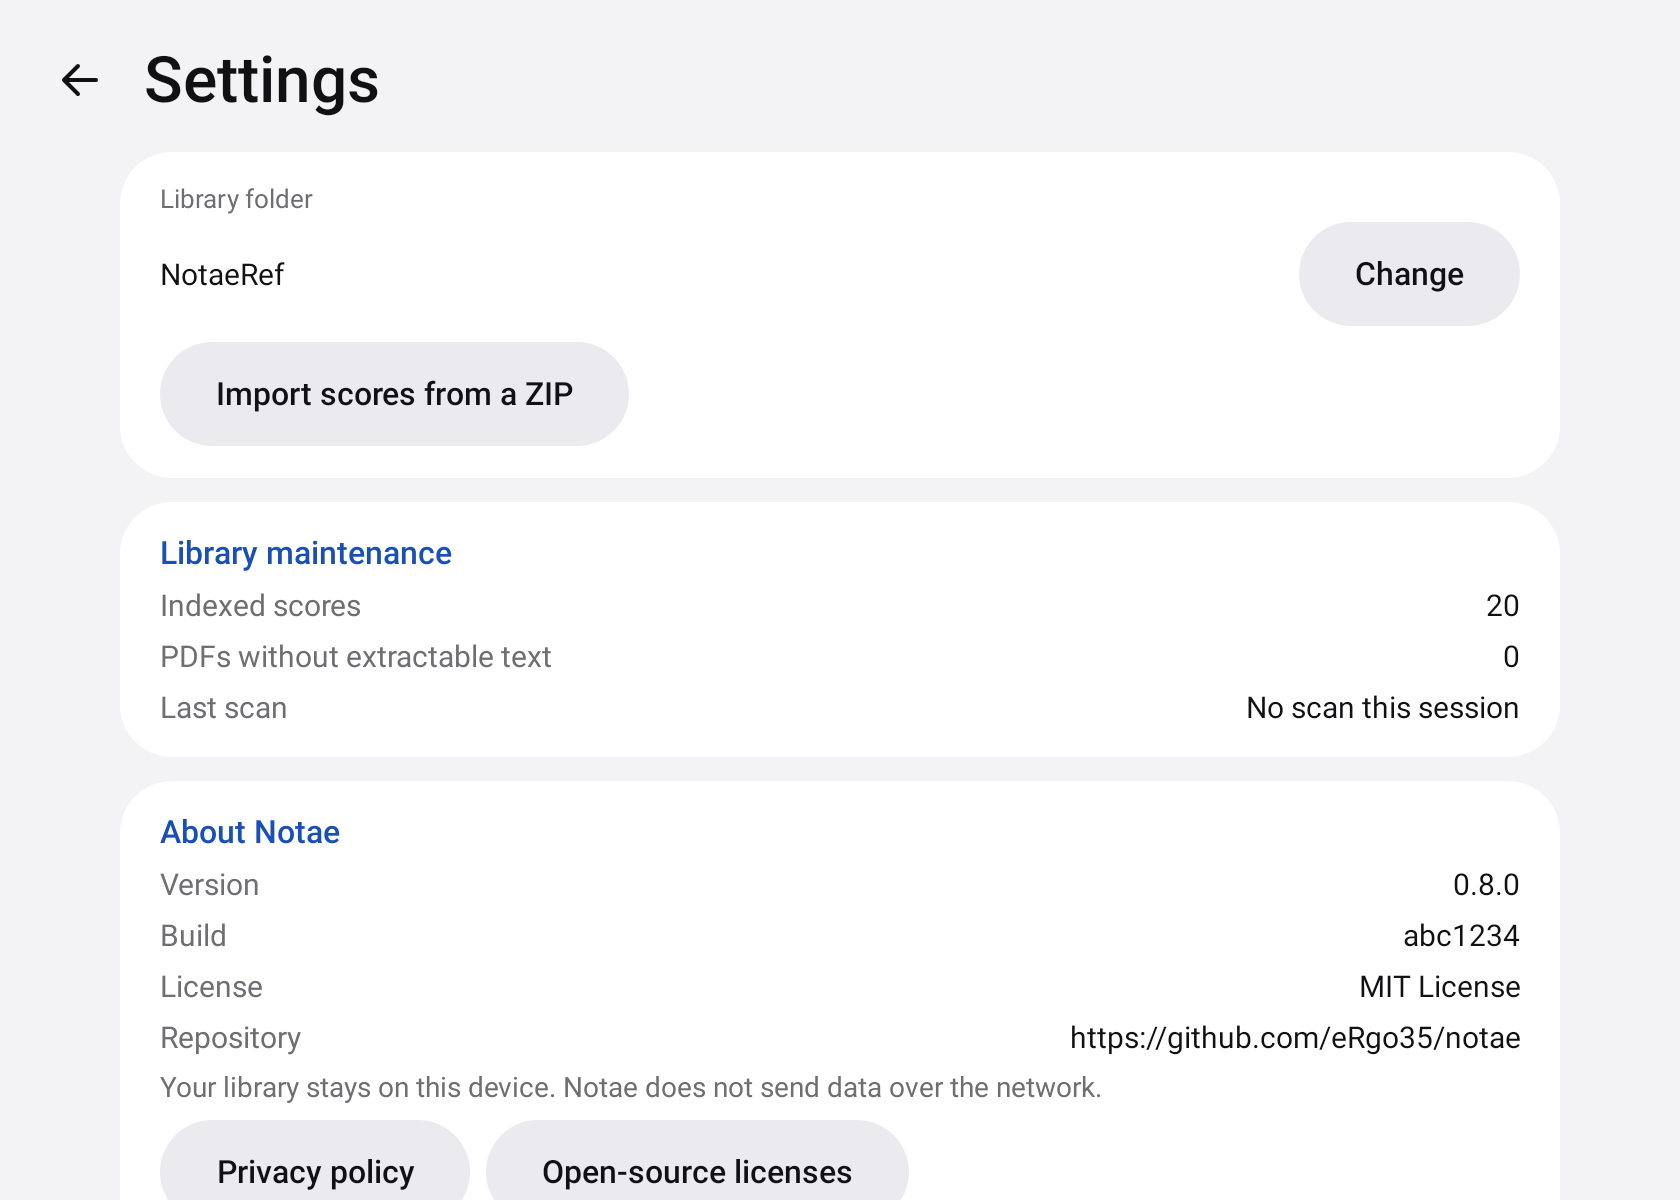 Settings
Library folder
NotaeRef
Change
Import scores from a ZIP
Library maintenance
Indexed scores 20
PDFs without extractable text 0
Last scan No scan this session
About Notae
Version 0.8.0
Build abc1234
License MIT License
Repository https://github.com/eRgo35/notae
Your library stays on this device. Notae does not send data over the network.
Privacy policy Open-source licenses